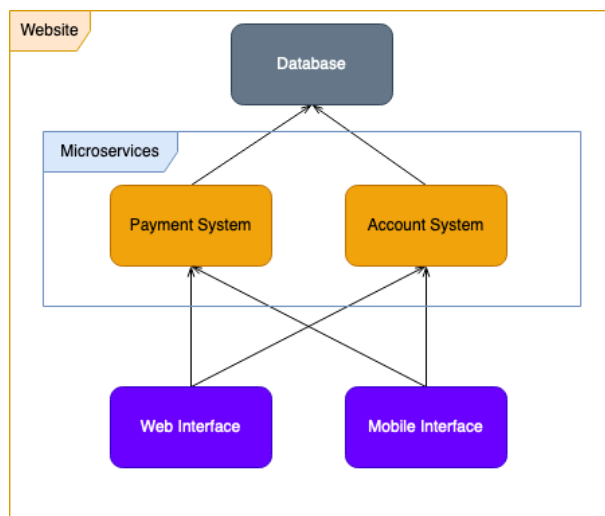 Website
Database
Microservices
Payment System
Account System
Web Interface
Mobile Interface